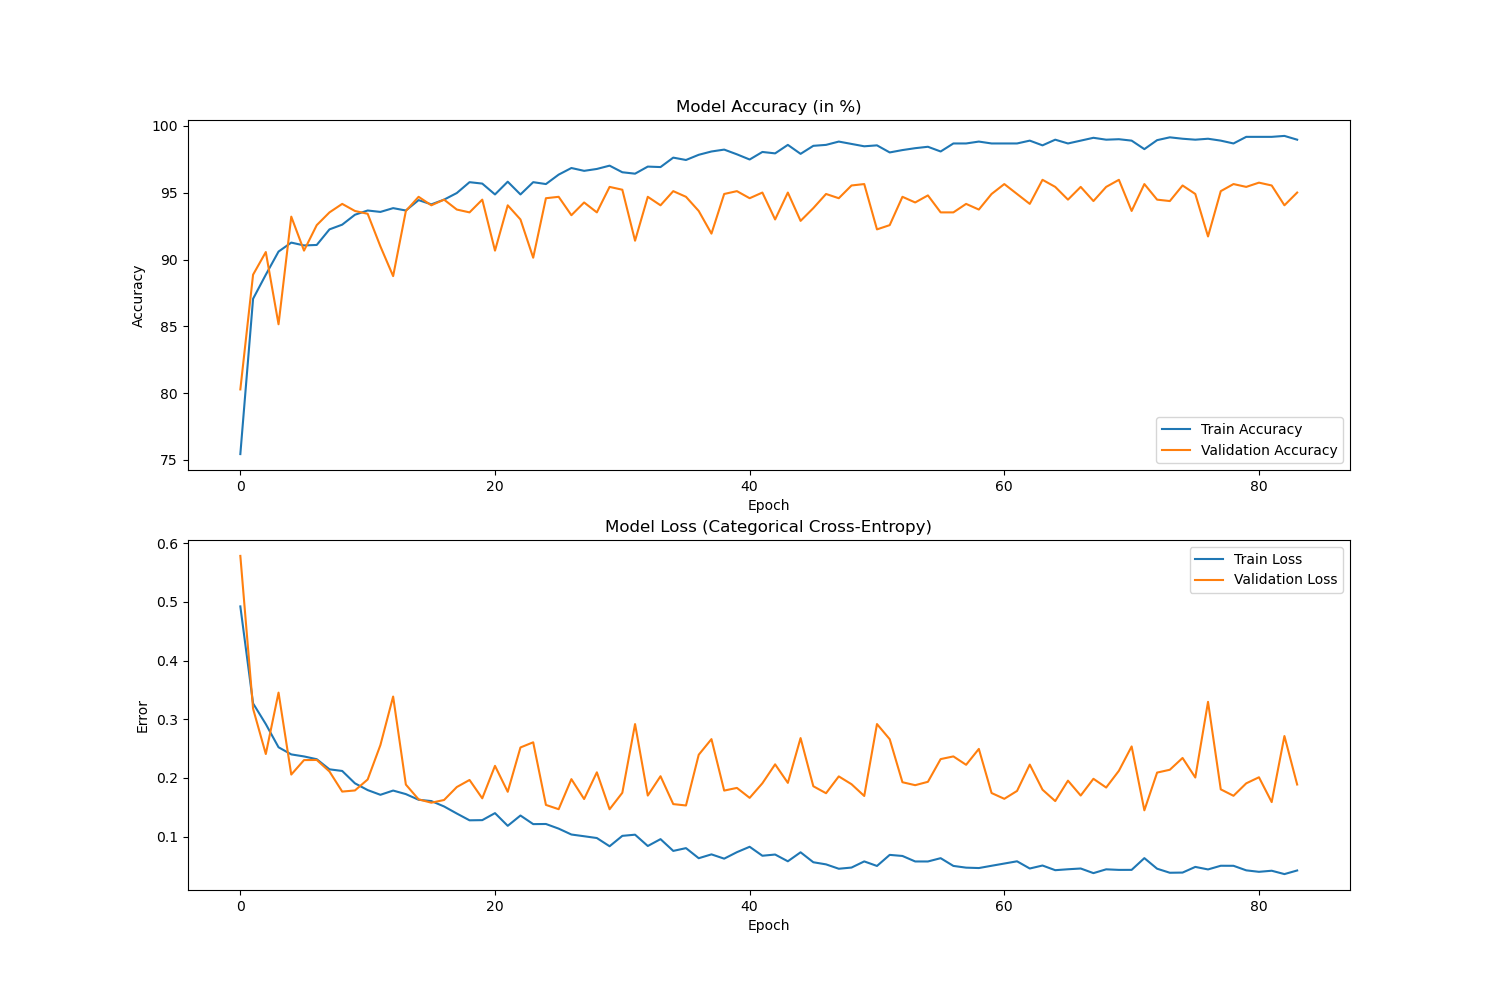 Model Accuracy (in %)
100
95
90
85
80
75
Accuracy
Train Accuracy
Validation Accuracy
0 20 40 60 80
Epoch
Model Loss (Categorical Cross-Entropy)
0.6
0.5
0.4
0.3
0.2
0.1
Error
Train Loss
Validation Loss
0 20 40 60 80
Epoch